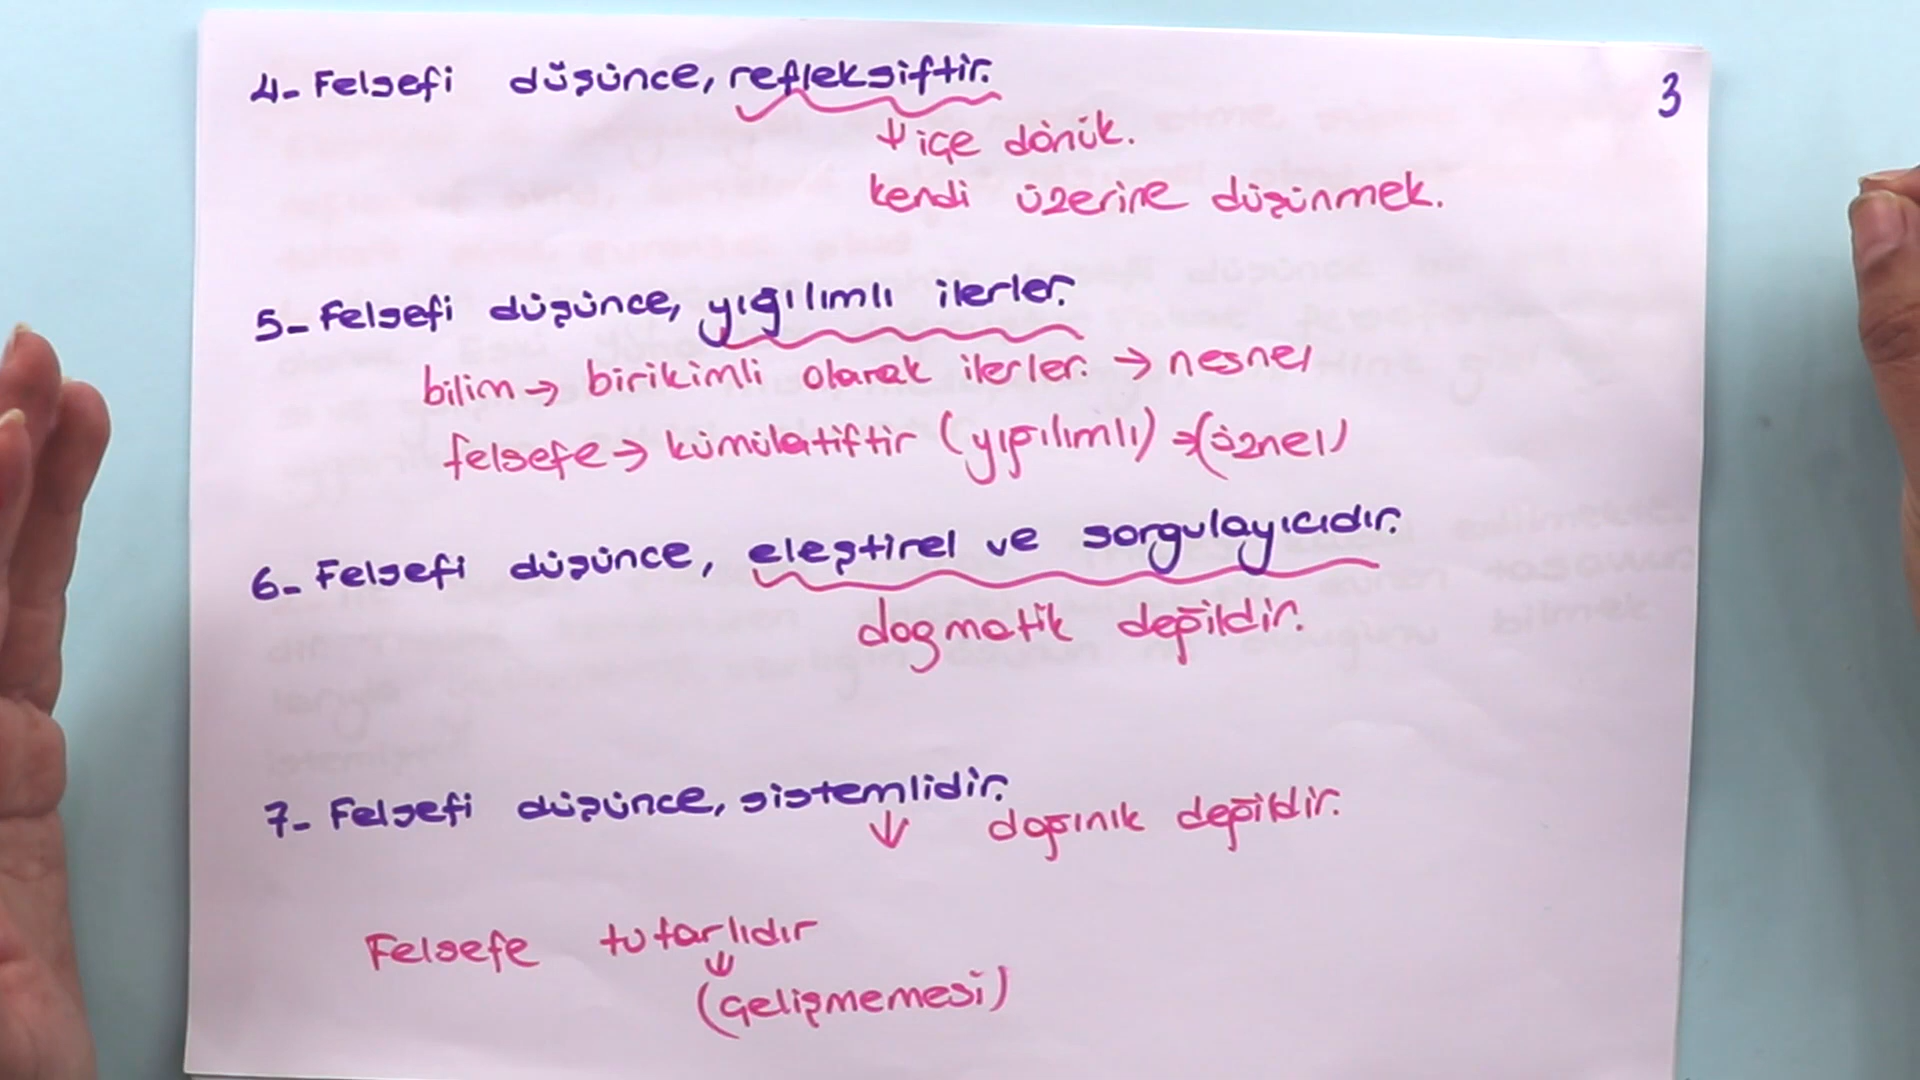 3
4- Felsefi düşünce, refleksiftir.
↓ içe dönük.
kendi üzerine düşünmek.
5- Felsefi düşünce, yığılımlı ilerler.
bilim → birikimli olarak ilerler. → nesnel
felsefe → kümülatiftir (yığılımlı) → (öznel)
6- Felsefi düşünce, eleştirel ve sorgulayıcıdır.
dogmatik değildir.
7- Felsefi düşünce, sistemlidir.
↓ dağınık değildir.
Felsefe tutarlıdır
↓
(çelişmemesi)